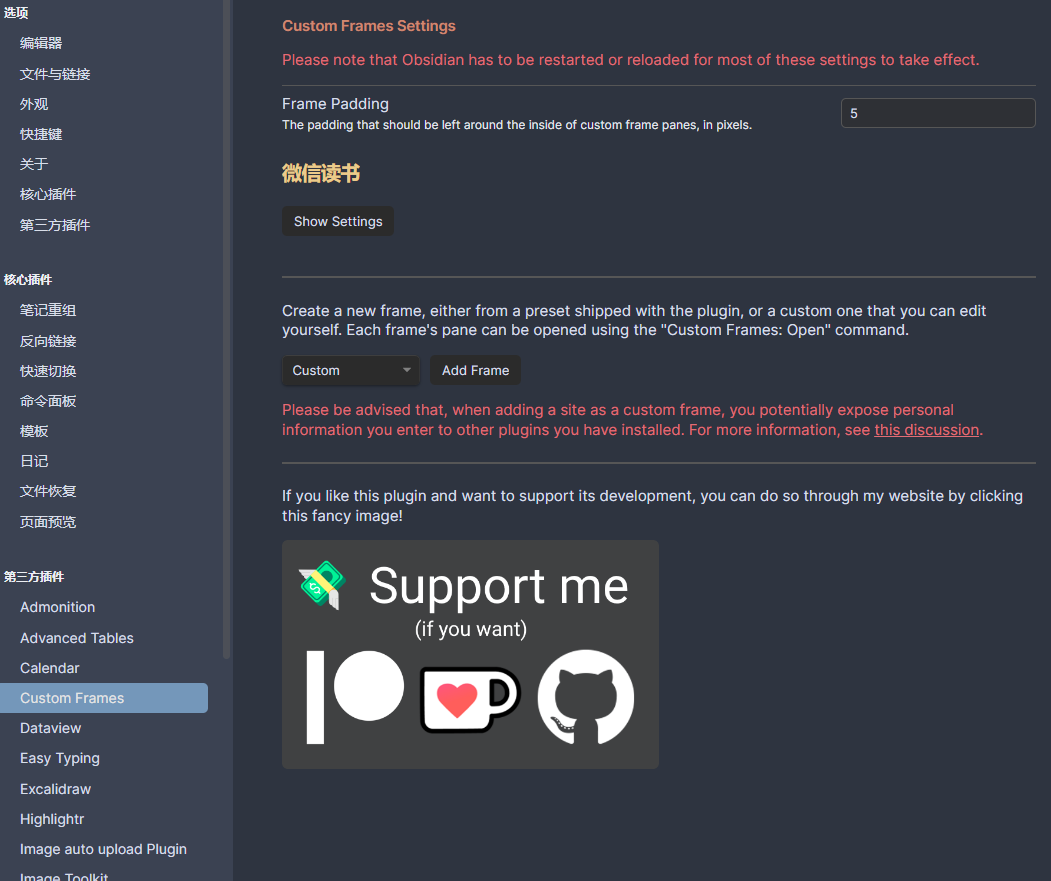 选项
编辑器
文件与链接
外观
快捷键
关于
核心插件
第三方插件
核心插件
笔记重组
反向链接
快速切换
命令面板
模板
日记
文件恢复
页面预览
第三方插件
Admonition
Advanced Tables
Calendar
Custom Frames
Dataview
Easy Typing
Excalidraw
Highlightr
Image auto upload Plugin
Image Toolkit
Custom Frames Settings
Please note that Obsidian has to be restarted or reloaded for most of these settings to take effect.
Frame Padding
The padding that should be left around the inside of custom frame panes, in pixels.
5
微信读书
Show Settings
Create a new frame, either from a preset shipped with the plugin, or a custom one that you can edit
yourself. Each frame's pane can be opened using the "Custom Frames: Open" command.
Custom
Add Frame
Please be advised that, when adding a site as a custom frame, you potentially expose personal
information you enter to other plugins you have installed. For more information, see this discussion.
If you like this plugin and want to support its development, you can do so through my website by clicking
this fancy image!
Support me
(if you want)